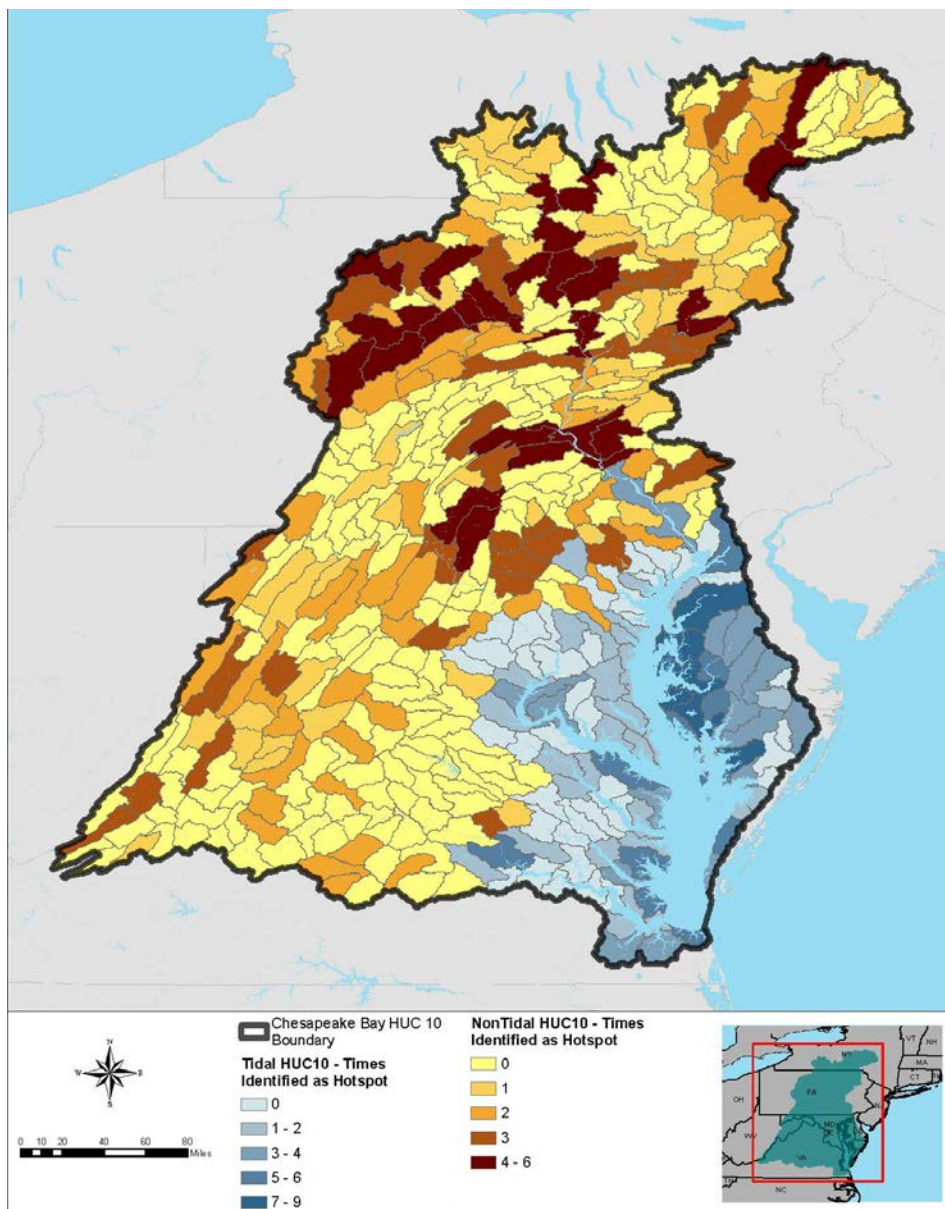 N
W
E
S
0 10 20 40 60 80
Miles
Chesapeake Bay HUC 10
Boundary
Tidal HUC10 - Times
Identified as Hotspot
0
1 - 2
3 - 4
5 - 6
7 - 9
NonTidal HUC10 - Times
Identified as Hotspot
0
1
2
3
4 - 6
VT
NH
NY
MA
CT
PA
OH
MD
WV
VA
NC